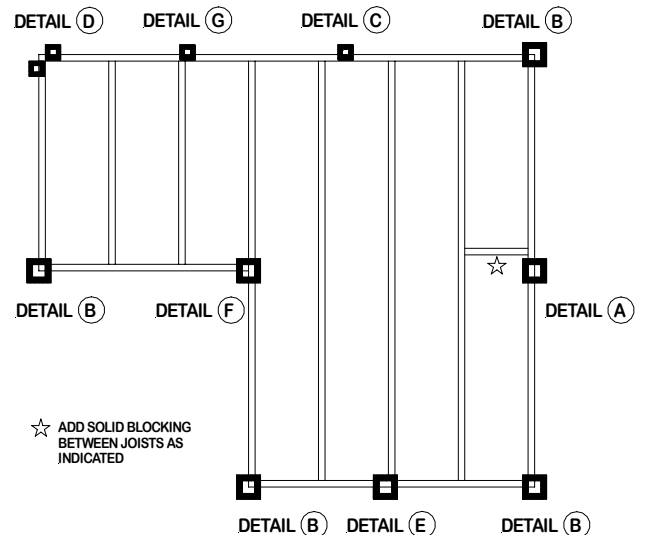 DETAIL D
DETAIL G
DETAIL C
DETAIL B
DETAIL B
DETAIL F
DETAIL A
☆ ADD SOLID BLOCKING
BETWEEN JOISTS AS
INDICATED
DETAIL B
DETAIL E
DETAIL B